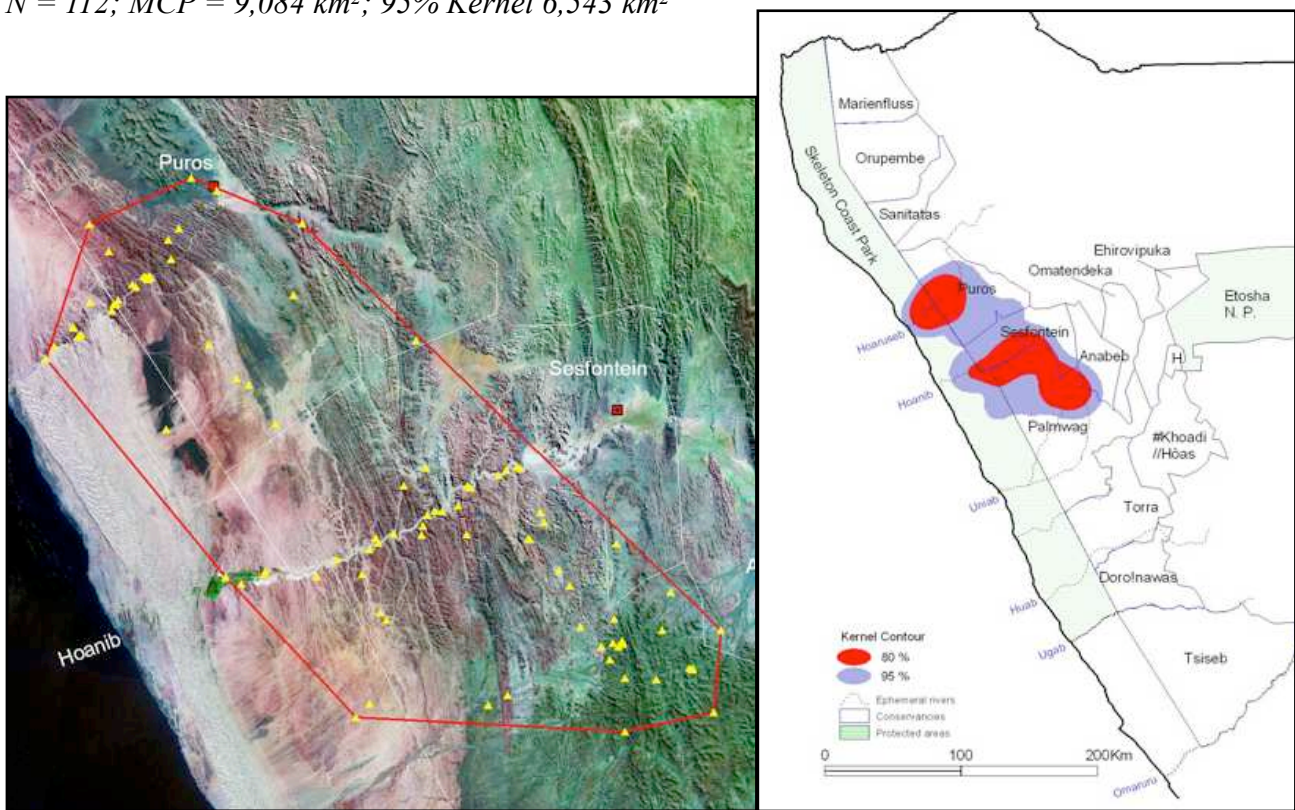 N = 112; MCP = 9,084 km²; 95% Kernel 6,543 km²
Puros
Sesfontein
Hoanib
Marienfluss
Orupembe
Sanitatas
Skeleton Coast Park
Ehirovipuka
Omatendeka
Puros
Etosha
N. P.
Sesfontein
Hoaruseb
Anabeb
H.
Hoanib
Palmwag
#Khoadi
//Hôas
Uniab
Torra
Doro!nawas
Huab
Ugab
Tsiseb
Kernel Contour
80 %
95 %
Ephemeral rivers
Conservancies
Protected areas
0 100 200Km
Omaruru